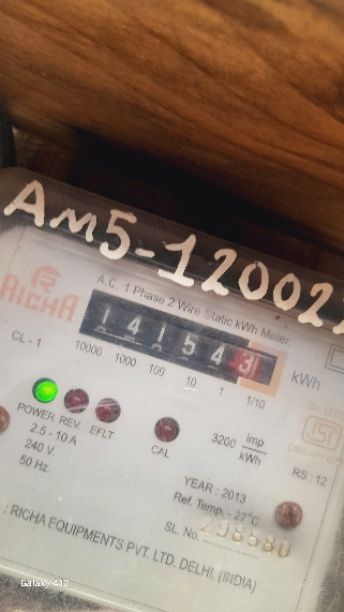 AM5-12002
RICHA
A.C. 1 Phase 2 Wire Static kWh Meter
1 4 1 5 4 3
kWh
CL - 1
10000 1000 100 10 1 1/10
POWER REV. EFLT
2.5 - 10 A
240 V.
50 Hz.
CAL
3200 imp/kWh
RS : 12
YEAR : 2013
Ref. Temp. - 27°C
SL. No.
: RICHA EQUIPMENTS PVT. LTD. DELHI, (INDIA)
Galaxy A12